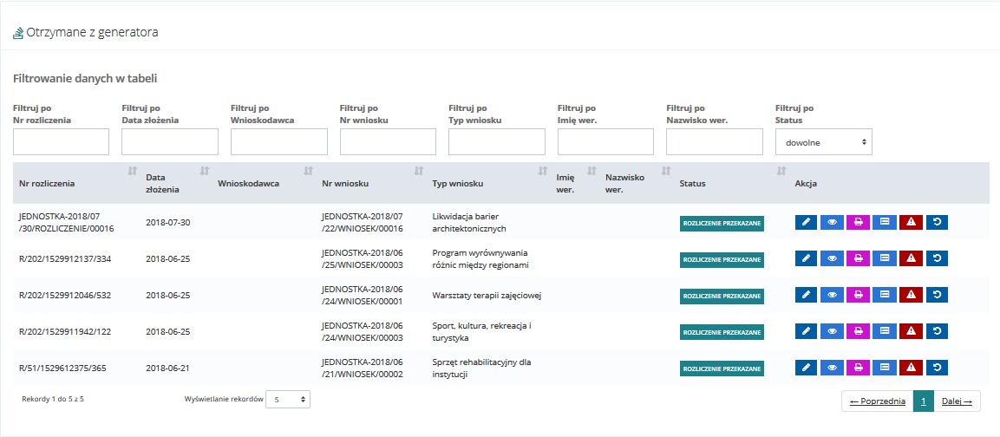 Otrzymane z generatora
Filtrowanie danych w tabeli
Filtruj po Nr rozliczenia
Filtruj po Data złożenia
Filtruj po Wnioskodawca
Filtruj po Nr wniosku
Filtruj po Typ wniosku
Filtruj po Imię wer.
Filtruj po Nazwisko wer.
Filtruj po Status
dowolne
Nr rozliczenia
Data złożenia
Wnioskodawca
Nr wniosku
Typ wniosku
Imię wer.
Nazwisko wer.
Status
Akcja
JEDNOSTKA-2018/07
/30/ROZLICZENIE/00016
2018-07-30
JEDNOSTKA-2018/07
/22/WNIOSEK/00016
Likwidacja barier
architektonicznych
ROZLICZENIE PRZEKAZANE
R/202/1529912137/334
2018-06-25
JEDNOSTKA-2018/06
/25/WNIOSEK/00003
Program wyrównywania
różnic między regionami
ROZLICZENIE PRZEKAZANE
R/202/1529912046/532
2018-06-25
JEDNOSTKA-2018/06
/24/WNIOSEK/00001
Warsztaty terapii zajęciowej
ROZLICZENIE PRZEKAZANE
R/202/1529911942/122
2018-06-25
JEDNOSTKA-2018/06
/24/WNIOSEK/00003
Sport, kultura, rekreacja i
turystyka
ROZLICZENIE PRZEKAZANE
R/51/1529612375/365
2018-06-21
JEDNOSTKA-2018/06
/21/WNIOSEK/00002
Sprzęt rehabilitacyjny dla
instytucji
ROZLICZENIE PRZEKAZANE
Rekordy 1 do 5 z 5
Wyświetlanie rekordów 5
← Poprzednia 1 Dalej →